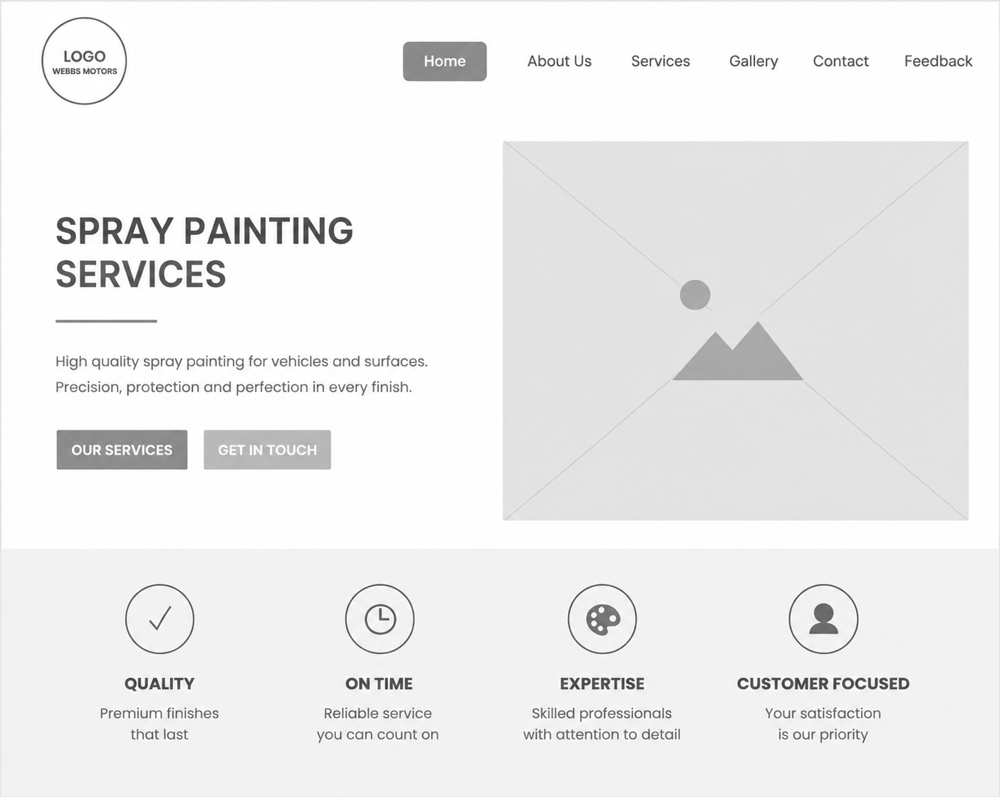 LOGO
WEBBS MOTORS
Home
About Us
Services
Gallery
Contact
Feedback
SPRAY PAINTING
SERVICES
High quality spray painting for vehicles and surfaces.
Precision, protection and perfection in every finish.
OUR SERVICES
GET IN TOUCH
QUALITY
Premium finishes
that last
ON TIME
Reliable service
you can count on
EXPERTISE
Skilled professionals
with attention to detail
CUSTOMER FOCUSED
Your satisfaction
is our priority